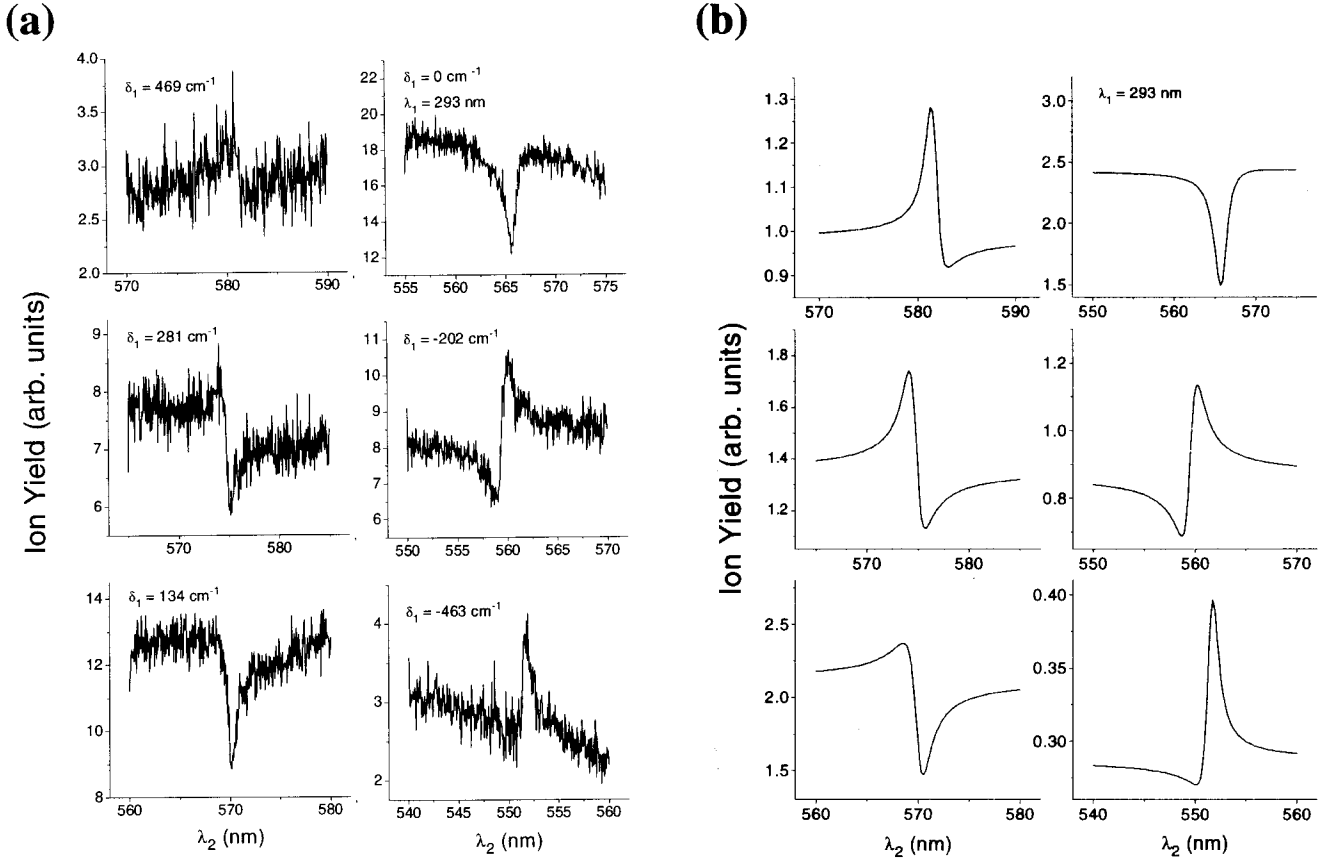 (a)
(b)
Ion Yield (arb. units)
4.0
3.5
3.0
2.5
2.0
δ₁ = 469 cm⁻¹
570 580 590
22
20
18
16
14
12
δ₁ = 0 cm⁻¹
λ₁ = 293 nm
555 560 565 570 575
9
8
7
6
δ₁ = 281 cm⁻¹
570 580
11
10
9
8
7
6
δ₁ = -202 cm⁻¹
550 555 560 565 570
14
12
10
8
δ₁ = 134 cm⁻¹
560 570 580
λ₂ (nm)
4
3
2
δ₁ = -463 cm⁻¹
540 545 550 555 560
λ₂ (nm)
Ion Yield (arb. units)
1.3
1.2
1.1
1.0
0.9
570 580 590
3.0
2.5
2.0
1.5
λ₁ = 293 nm
550 560 570
1.8
1.6
1.4
1.2
570 580
1.2
1.0
0.8
550 560 570
2.5
2.0
1.5
560 570 580
λ₂ (nm)
0.40
0.35
0.30
540 550 560
λ₂ (nm)